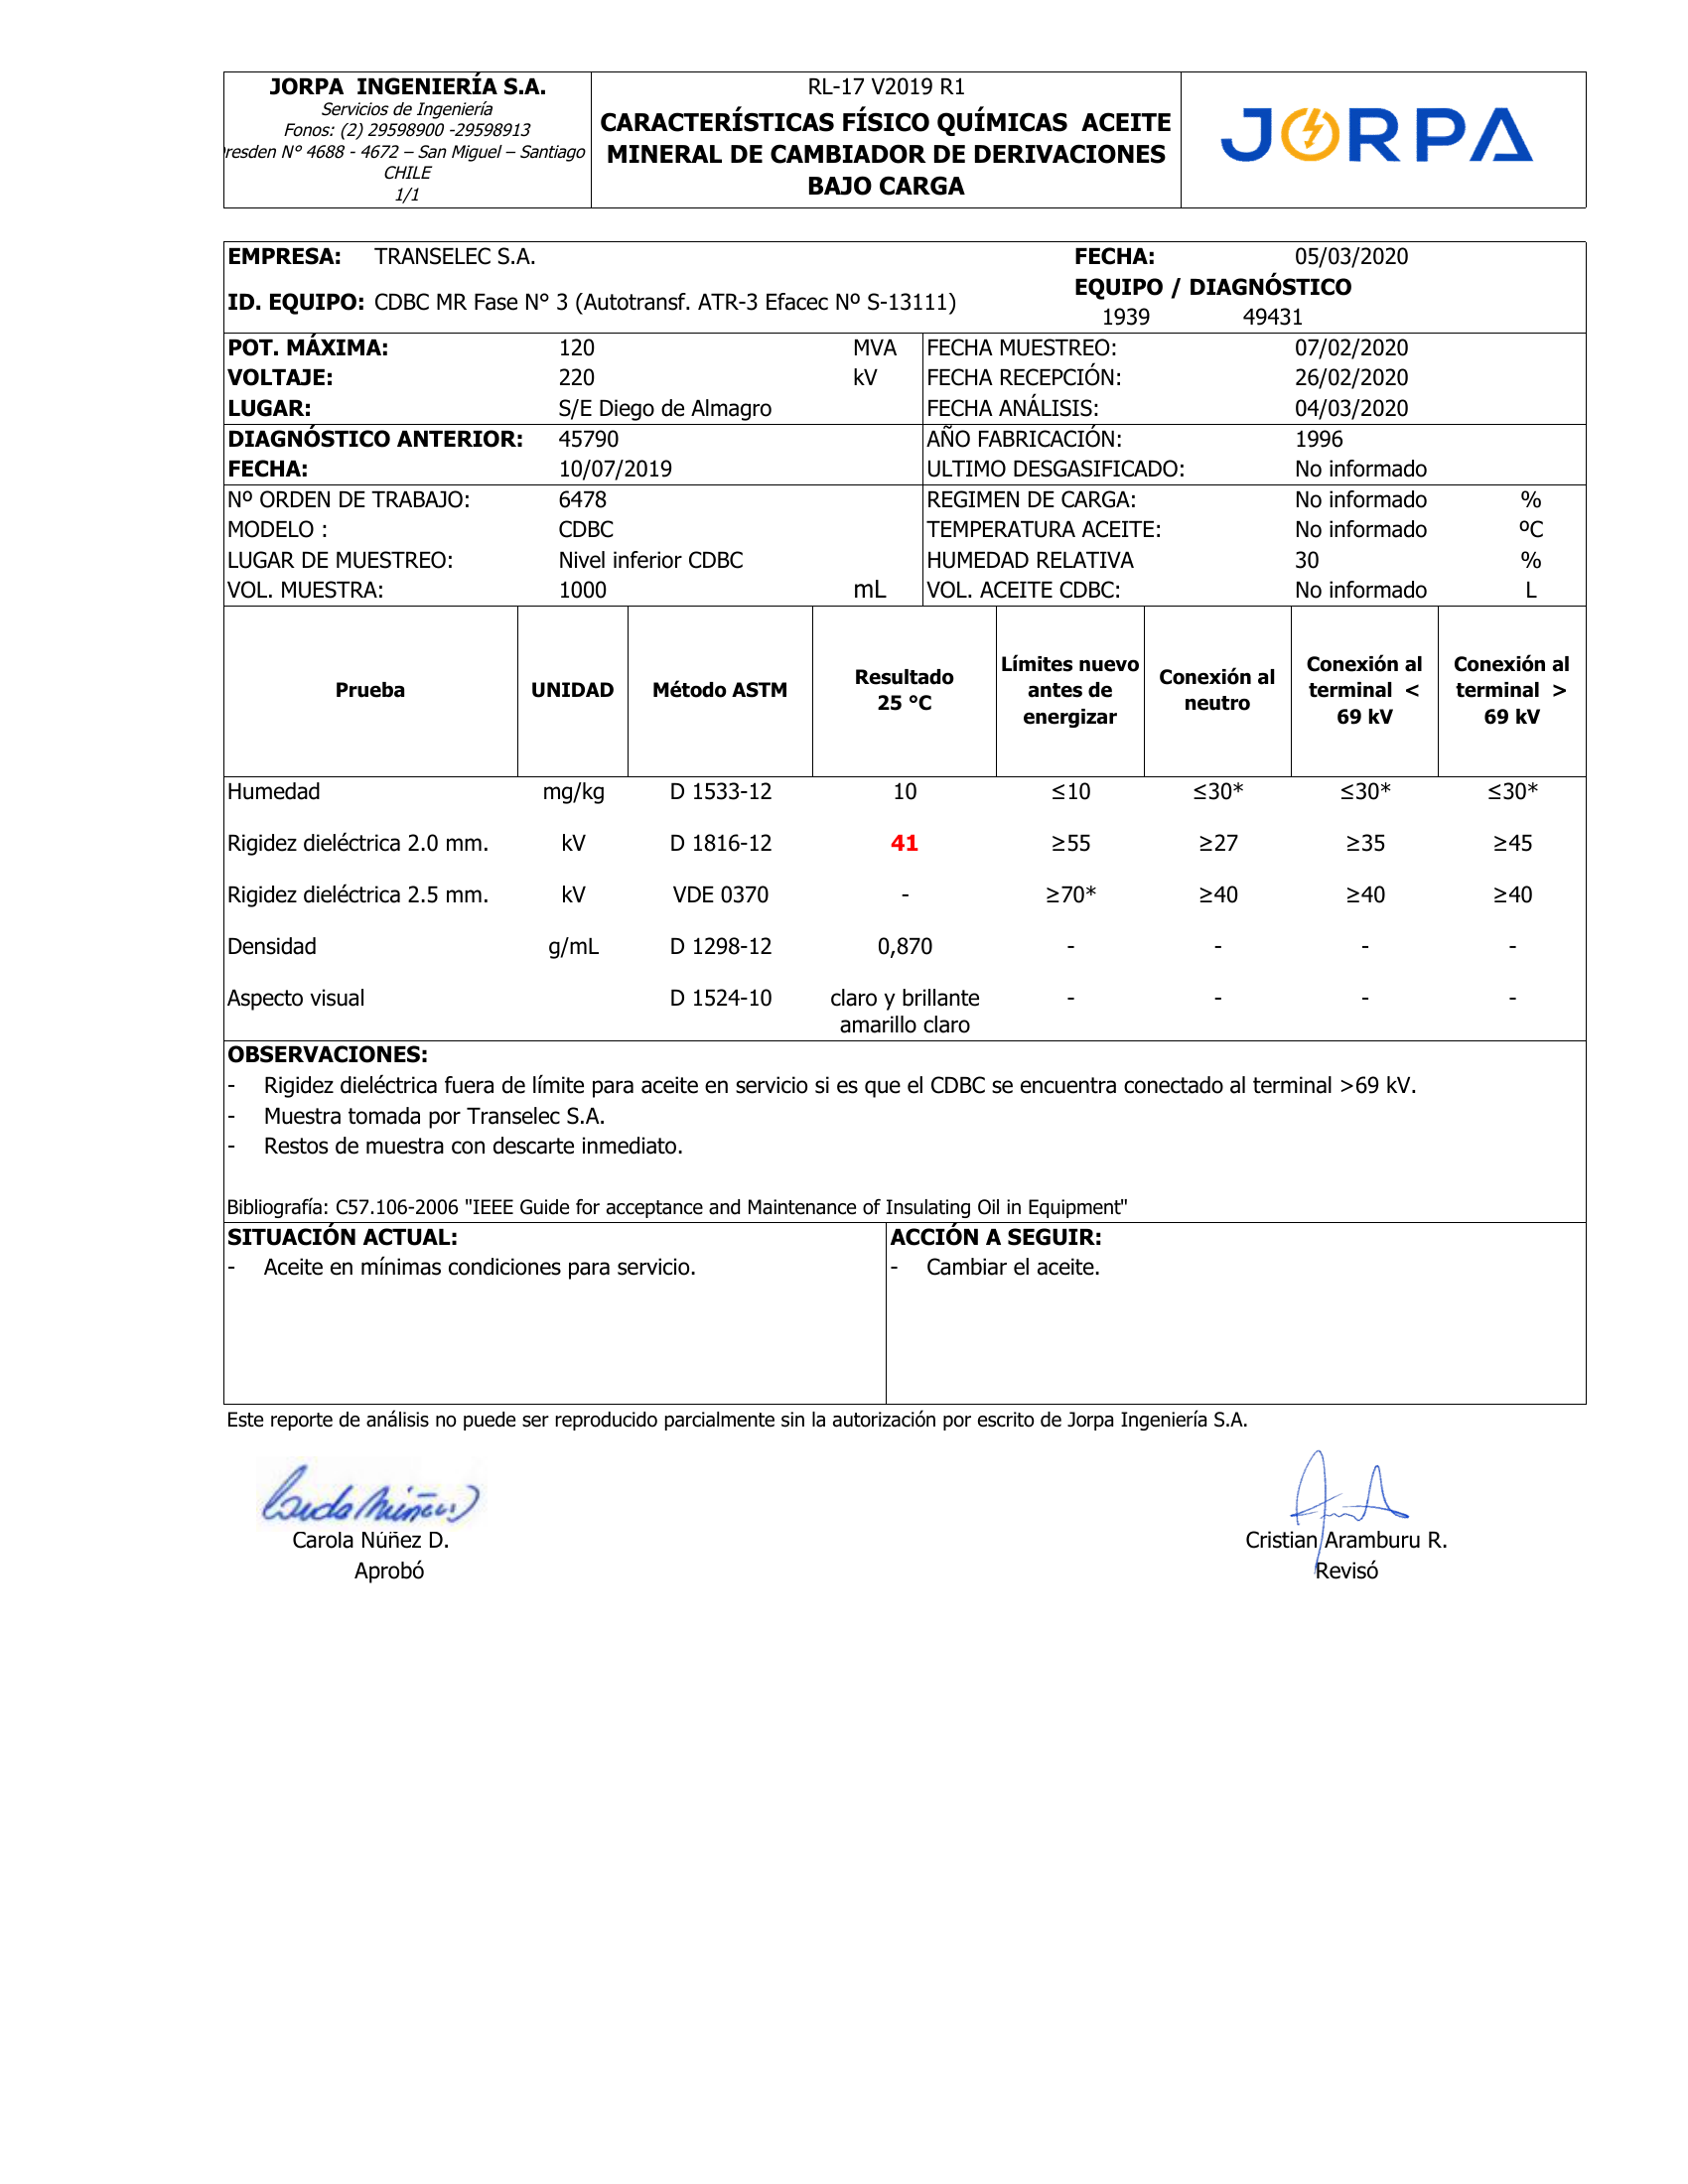 JORPA INGENIERÍA S.A.
Servicios de Ingeniería
Fonos: (2) 29598900 -29598913
resden N° 4688 - 4672 – San Miguel – Santiago
CHILE
1/1
RL-17 V2019 R1
CARACTERÍSTICAS FÍSICO QUÍMICAS ACEITE
MINERAL DE CAMBIADOR DE DERIVACIONES
BAJO CARGA
JORPA
EMPRESA: TRANSELEC S.A. FECHA: 05/03/2020
EQUIPO / DIAGNÓSTICO
ID. EQUIPO: CDBC MR Fase N° 3 (Autotransf. ATR-3 Efacec Nº S-13111)
1939 49431
POT. MÁXIMA: 120 MVA FECHA MUESTREO: 07/02/2020
VOLTAJE: 220 kV FECHA RECEPCIÓN: 26/02/2020
LUGAR: S/E Diego de Almagro FECHA ANÁLISIS: 04/03/2020
DIAGNÓSTICO ANTERIOR: 45790 AÑO FABRICACIÓN: 1996
FECHA: 10/07/2019 ULTIMO DESGASIFICADO: No informado
Nº ORDEN DE TRABAJO: 6478 REGIMEN DE CARGA: No informado %
MODELO : CDBC TEMPERATURA ACEITE: No informado ºC
LUGAR DE MUESTREO: Nivel inferior CDBC HUMEDAD RELATIVA 30 %
VOL. MUESTRA: 1000 mL VOL. ACEITE CDBC: No informado L
Prueba UNIDAD Método ASTM Resultado 25 °C Límites nuevo antes de energizar Conexión al neutro Conexión al terminal < 69 kV Conexión al terminal > 69 kV
Humedad mg/kg D 1533-12 10 ≤10 ≤30* ≤30* ≤30*
Rigidez dieléctrica 2.0 mm. kV D 1816-12 41 ≥55 ≥27 ≥35 ≥45
Rigidez dieléctrica 2.5 mm. kV VDE 0370 - ≥70* ≥40 ≥40 ≥40
Densidad g/mL D 1298-12 0,870 - - - -
Aspecto visual D 1524-10 claro y brillante - - - -
amarillo claro
OBSERVACIONES:
- Rigidez dieléctrica fuera de límite para aceite en servicio si es que el CDBC se encuentra conectado al terminal >69 kV.
- Muestra tomada por Transelec S.A.
- Restos de muestra con descarte inmediato.
Bibliografía: C57.106-2006 "IEEE Guide for acceptance and Maintenance of Insulating Oil in Equipment"
SITUACIÓN ACTUAL: ACCIÓN A SEGUIR:
- Aceite en mínimas condiciones para servicio. - Cambiar el aceite.
Este reporte de análisis no puede ser reproducido parcialmente sin la autorización por escrito de Jorpa Ingeniería S.A.
Carola Núñez D. Cristian Aramburu R.
Aprobó Revisó